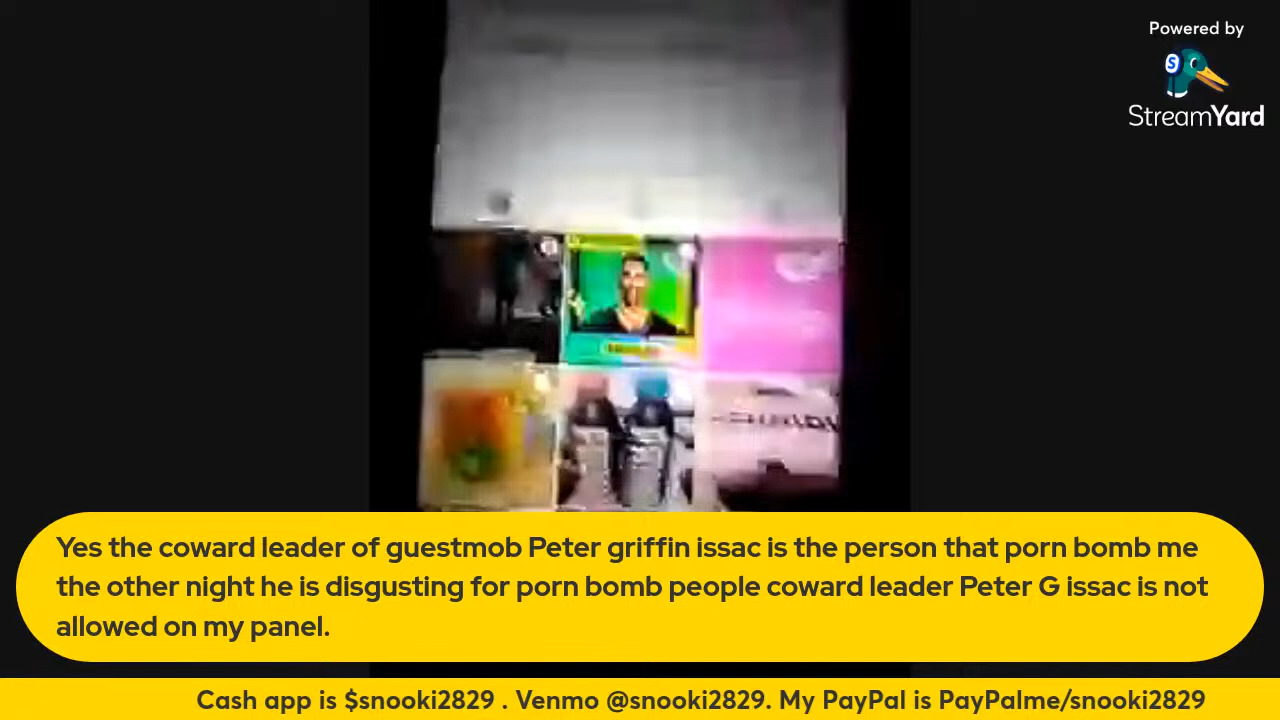 Powered by
StreamYard
Yes the coward leader of guestmob Peter griffin issac is the person that porn bomb me
the other night he is disgusting for porn bomb people coward leader Peter G issac is not
allowed on my panel.
Cash app is $snooki2829 . Venmo @snooki2829. My PayPal is PayPalme/snooki2829